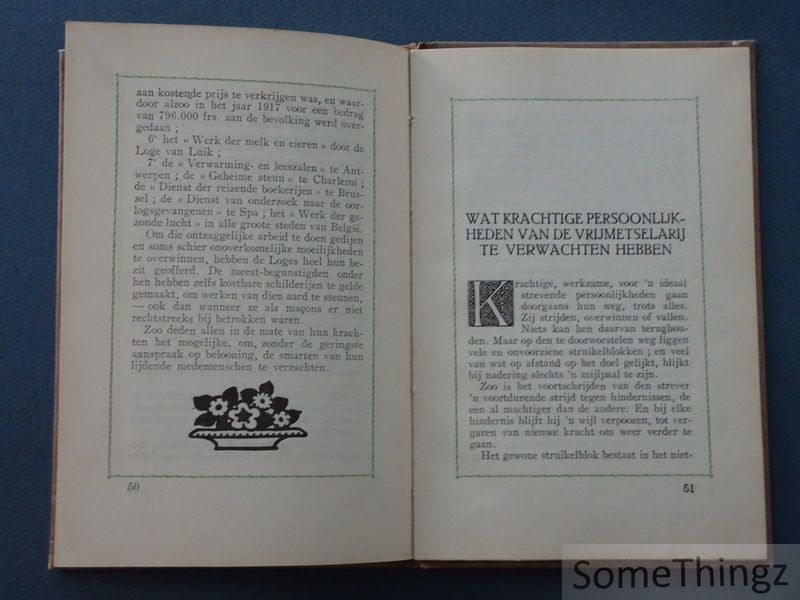 aan kostende prijs te verkrijgen was, en waar-
door alzoo in het jaar 1917 voor een bedrag
van 796.000 frs. aan de bevolking werd over-
gedaan ;
6° het « Werk der melk en eieren » door de
Loge van Luik ;
7° de « Verwarming- en leeszalen » te Ant-
werpen ; de « Geheime steun » te Charleroi ;
de « Dienst der reizende boekerijen » te Brus-
sel ; de « Dienst van onderzoek naar de oor-
logsgevangenen » te Spa ; het « Werk der ge-
zonde lucht » in alle groote steden van België.
Om die ontzaggelijke arbeid te doen gedijen
en soms schier onoverkomelijke moeilijkheden
te overwinnen, hebben de Loges heel hun be-
zit geofferd. De meest-begunstigden onder
hen hebben zelfs kostbare schilderijen te gelde
gemaakt, om werken van dien aard te steunen,
— ook dan wanneer ze als maçons er niet
rechtstreeks bij betrokken waren.
Zoo deden allen in de mate van hun krach-
ten het mogelijke, om, zonder de geringste
aanspraak op belooning, de smarten van hun
lijdende medemenschen te verzachten.
50
WAT KRACHTIGE PERSOONLIJK-
HEDEN VAN DE VRIJMETSELARIJ
TE VERWACHTEN HEBBEN
Krachtige, werkzame, voor 'n ideaal
strevende persoonlijkheden gaan
doorgaans hun weg, trots alles.
Zij strijden, overwinnen of vallen.
Niets kan hen daarvan terughou-
den. Maar op den te doorworstelen weg liggen
vele en onvoorziene struikelblokken ; en veel
van wat op afstand op het doel gelijkt, blijkt
bij nadering slechts 'n mijlpaal te zijn.
Zoo is het voortschrijden van den strever
'n voortdurende strijd tegen hindernissen, de
een al machtiger dan de andere. En bij elke
hindernis blijft hij 'n wijl verpoozen, tot ver-
garen van nieuwe kracht om weer verder te
gaan.
Het gewone struikelblok bestaat in het niet-
51
SomeThingz